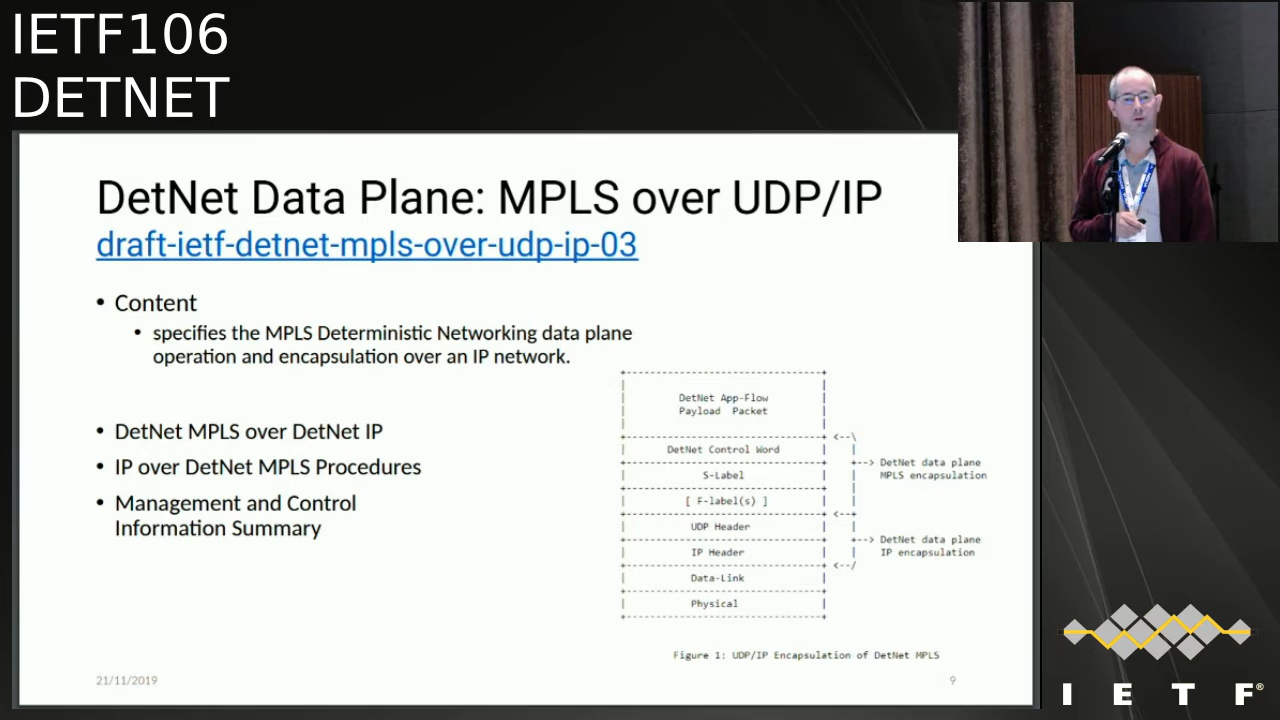 IETF106
DETNET
DetNet Data Plane: MPLS over UDP/IP
draft-ietf-detnet-mpls-over-udp-ip-03
• Content
• specifies the MPLS Deterministic Networking data plane
operation and encapsulation over an IP network.
• DetNet MPLS over DetNet IP
• IP over DetNet MPLS Procedures
• Management and Control
Information Summary
DetNet App-Flow
Payload Packet
DetNet Control Word
S-Label
[ F-label(s) ]
UDP Header
IP Header
Data-Link
Physical
DetNet data plane
MPLS encapsulation
DetNet data plane
IP encapsulation
Figure 1: UDP/IP Encapsulation of DetNet MPLS
21/11/2019
9
I E T F®